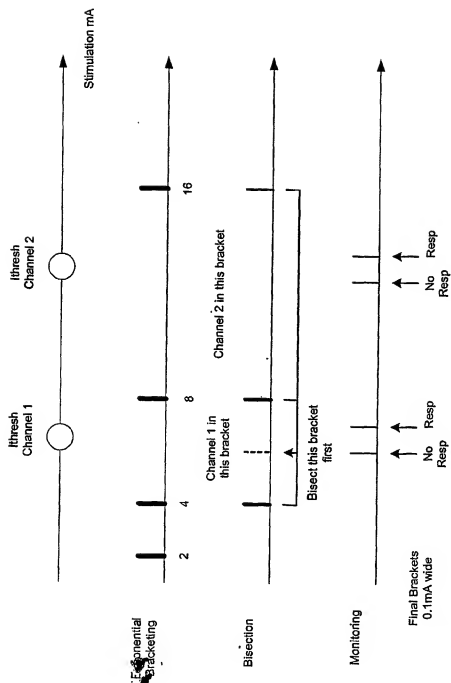 Ithresh
Channel 1
Ithresh
Channel 2
Stimulation mA
Bracketing
2
4
8
16
Bisection
Channel 1 in
this bracket
Channel 2 in this bracket
Bisect this bracket
first
Monitoring
No
Resp
Resp
No
Resp
Resp
Final Brackets
0.1mA wide